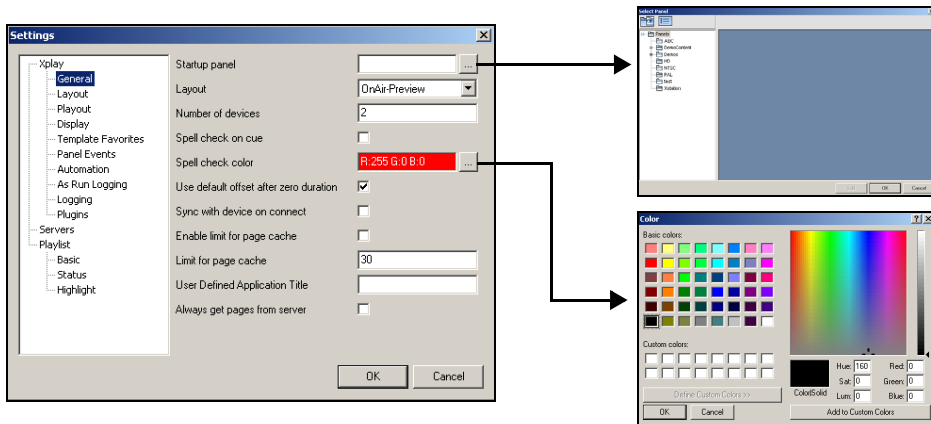 Settings
Xplay
General
Layout
Playout
Display
Template Favorites
Panel Events
Automation
As Run Logging
Logging
Plugins
Servers
Playlist
Basic
Status
Highlight
Startup panel ...
Layout OnAir-Preview
Number of devices 2
Spell check on cue
Spell check color R:255 G:0 B:0 ...
Use default offset after zero duration
Sync with device on connect
Enable limit for page cache
Limit for page cache 30
User Defined Application Title
Always get pages from server
OK Cancel
Select Panel
Panels
ABC
DemoContent
Demos
HD
NTSC
PAL
test
OK Cancel
Color
Basic colors:
Custom colors:
Define Custom Colors >>
OK Cancel
Color|Solid
Hue: 160 Red: 0
Sat: 0 Green: 0
Lum: 0 Blue: 0
Add to Custom Colors